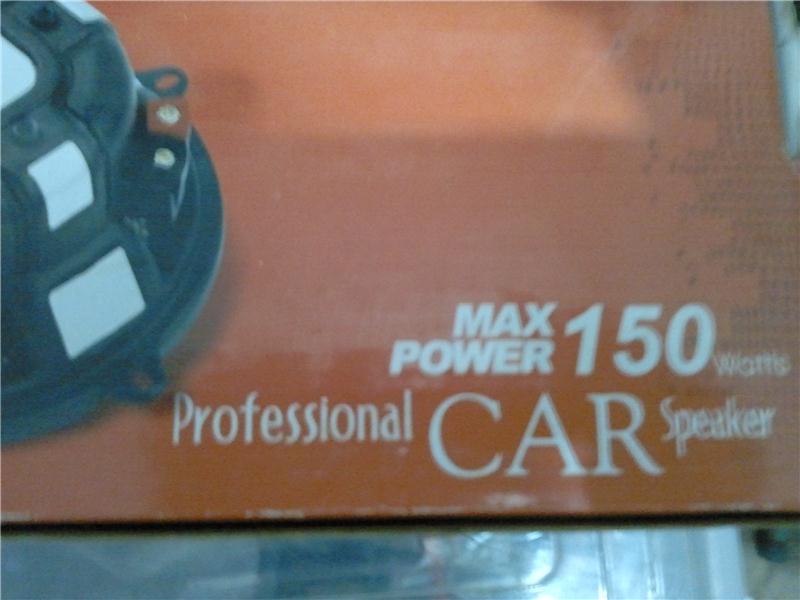 MAX
POWER 150 Watts
Professional CAR Speaker